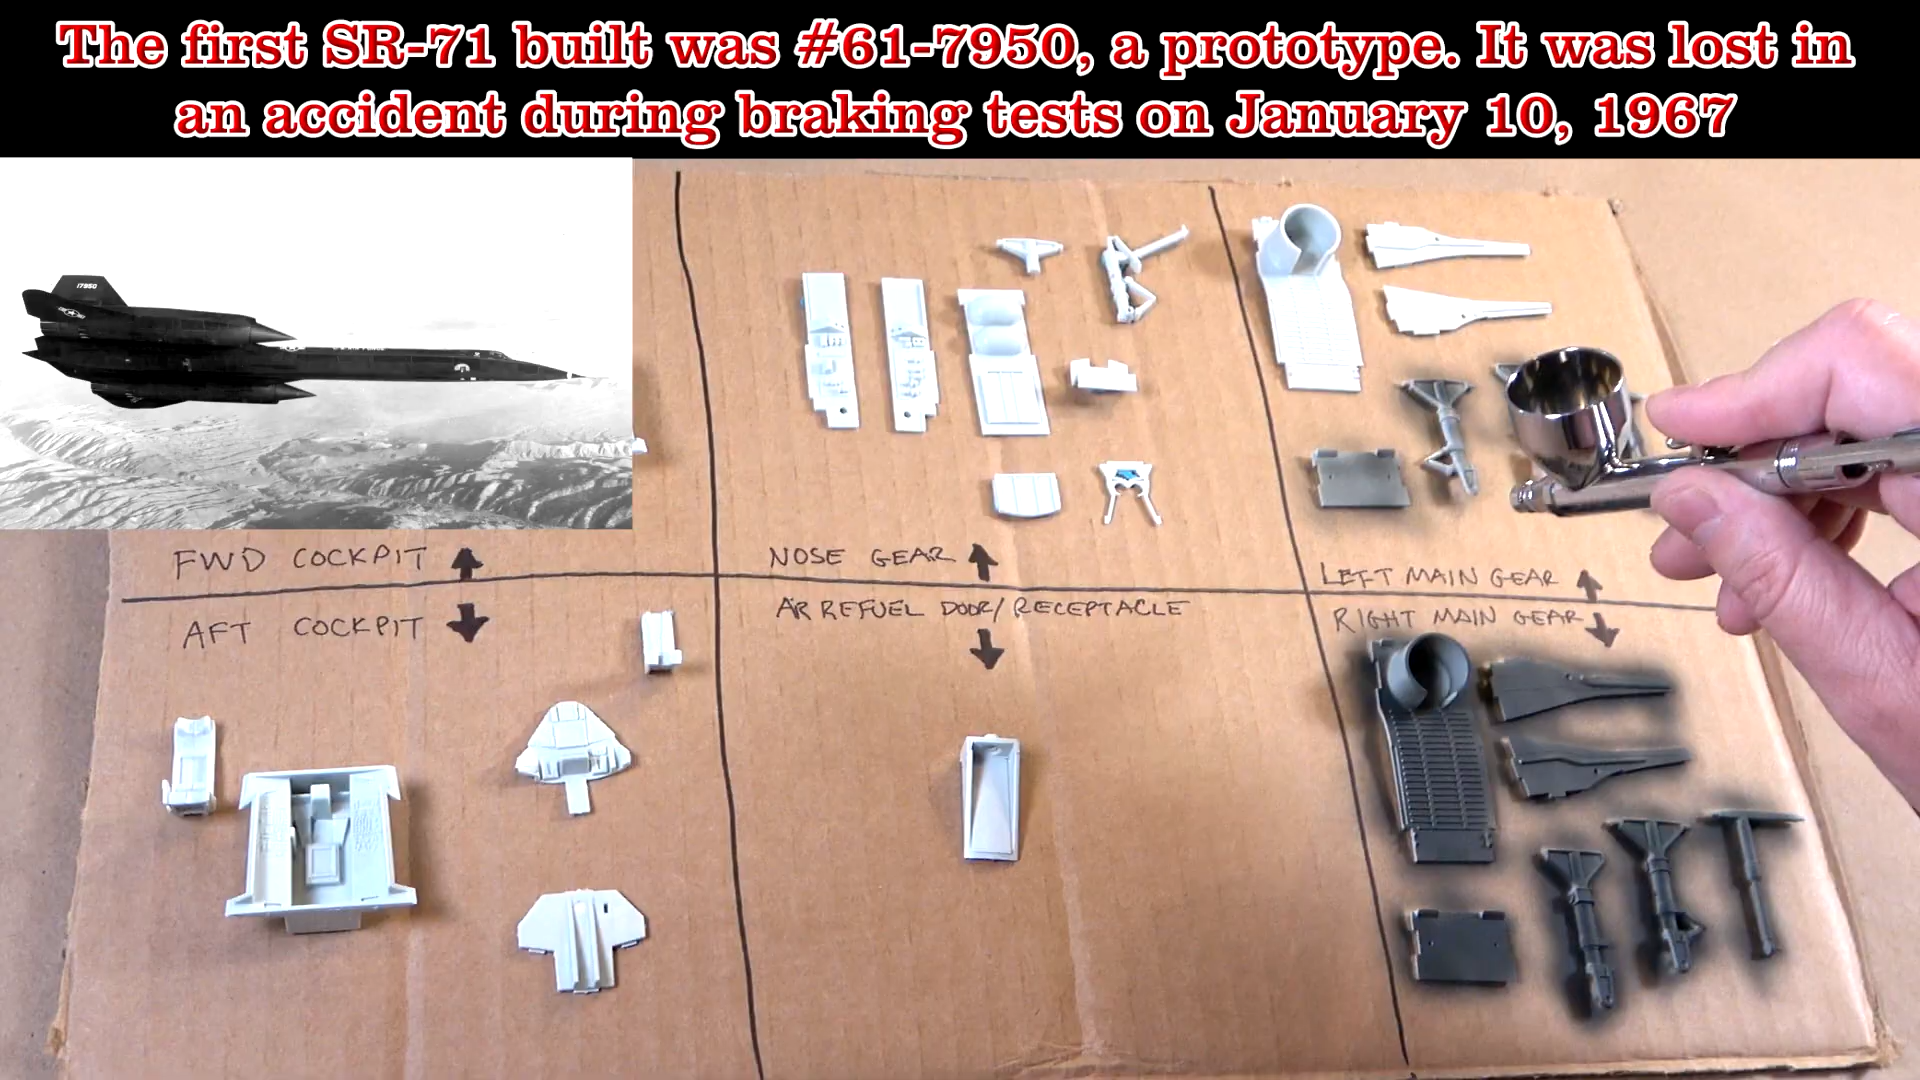 The first SR-71 built was #61-7950, a prototype. It was lost in
an accident during braking tests on January 10, 1967
17950
FWD COCKPIT
NOSE GEAR
LEFT MAIN GEAR
AFT COCKPIT
AIR REFUEL DOOR/RECEPTACLE
RIGHT MAIN GEAR